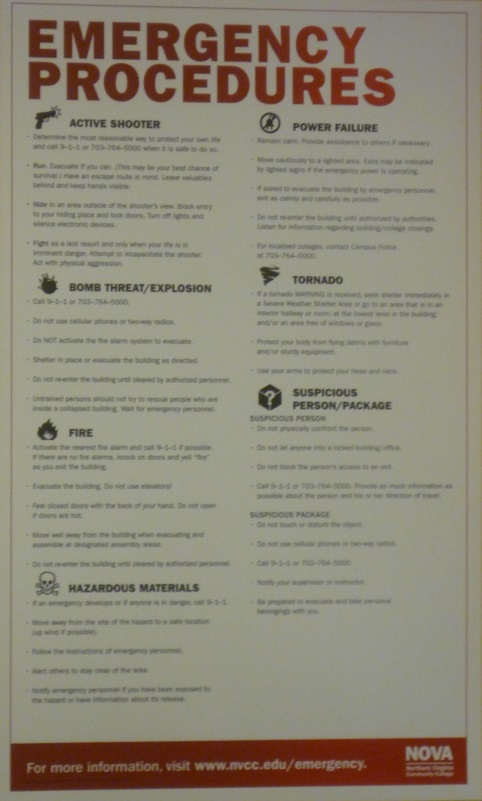 EMERGENCY
PROCEDURES
ACTIVE SHOOTER
· Determine the most reasonable way to protect your own life
and call 9-1-1 or 703-764-5000 when it is safe to do so.
· Run. Evacuate if you can. (This may be your best chance of
survival.) Have an escape route in mind. Leave valuables
behind and keep hands visible.
· Hide in an area outside of the shooter's view. Block entry
to your hiding place and lock doors. Turn off lights and
silence electronic devices.
· Fight as a last resort and only when your life is in
imminent danger. Attempt to incapacitate the shooter.
Act with physical aggression.
BOMB THREAT/EXPLOSION
· Call 9-1-1 or 703-764-5000.
· Do not use cellular phones or two-way radios.
· Do NOT activate the fire alarm system to evacuate.
· Shelter in place or evacuate the building as directed.
· Do not re-enter the building until cleared by authorized personnel.
· Untrained persons should not try to rescue people who are
inside a collapsed building. Wait for emergency personnel.
FIRE
· Activate the nearest fire alarm and call 9-1-1 if possible.
If there are no fire alarms, knock on doors and yell "fire"
as you exit the building.
· Evacuate the building. Do not use elevators!
· Feel closed doors with the back of your hand. Do not open
if doors are hot.
· Move well away from the building when evacuating and
assemble at designated assembly areas.
· Do not re-enter the building until cleared by authorized personnel.
HAZARDOUS MATERIALS
· If an emergency develops or if anyone is in danger, call 9-1-1.
· Move away from the site of the hazard to a safe location
(up wind if possible).
· Follow the instructions of emergency personnel.
· Alert others to stay clear of the area.
· Notify emergency personnel if you have been exposed to
the hazard or have information about its release.
POWER FAILURE
· Remain calm. Provide assistance to others if necessary.
· Move cautiously to a lighted area. Exits may be indicated
by lighted signs if the emergency power is operating.
· If asked to evacuate the building by emergency personnel,
exit as calmly and carefully as possible.
· Do not re-enter the building until authorized by authorities.
Listen for information regarding building/college closings.
· For localized outages, contact Campus Police
at 703-764-5000.
TORNADO
· If a tornado WARNING is received, seek shelter immediately in
a Severe Weather Shelter Area or go to an area that is in an
interior hallway or room; at the lowest level in the building;
and/or an area free of windows or glass.
· Protect your body from flying debris with furniture
and/or sturdy equipment.
· Use your arms to protect your head and neck.
SUSPICIOUS
PERSON/PACKAGE
SUSPICIOUS PERSON
· Do not physically confront the person.
· Do not let anyone into a locked building/office.
· Do not block the person's access to an exit.
· Call 9-1-1 or 703-764-5000. Provide as much information as
possible about the person and his or her direction of travel.
SUSPICIOUS PACKAGE
· Do not touch or disturb the object.
· Do not use cellular phones or two-way radios.
· Call 9-1-1 or 703-764-5000.
· Notify your supervisor or instructor.
· Be prepared to evacuate and take personal
belongings with you.
For more information, visit www.nvcc.edu/emergency.
NOVA
Northern Virginia
Community College